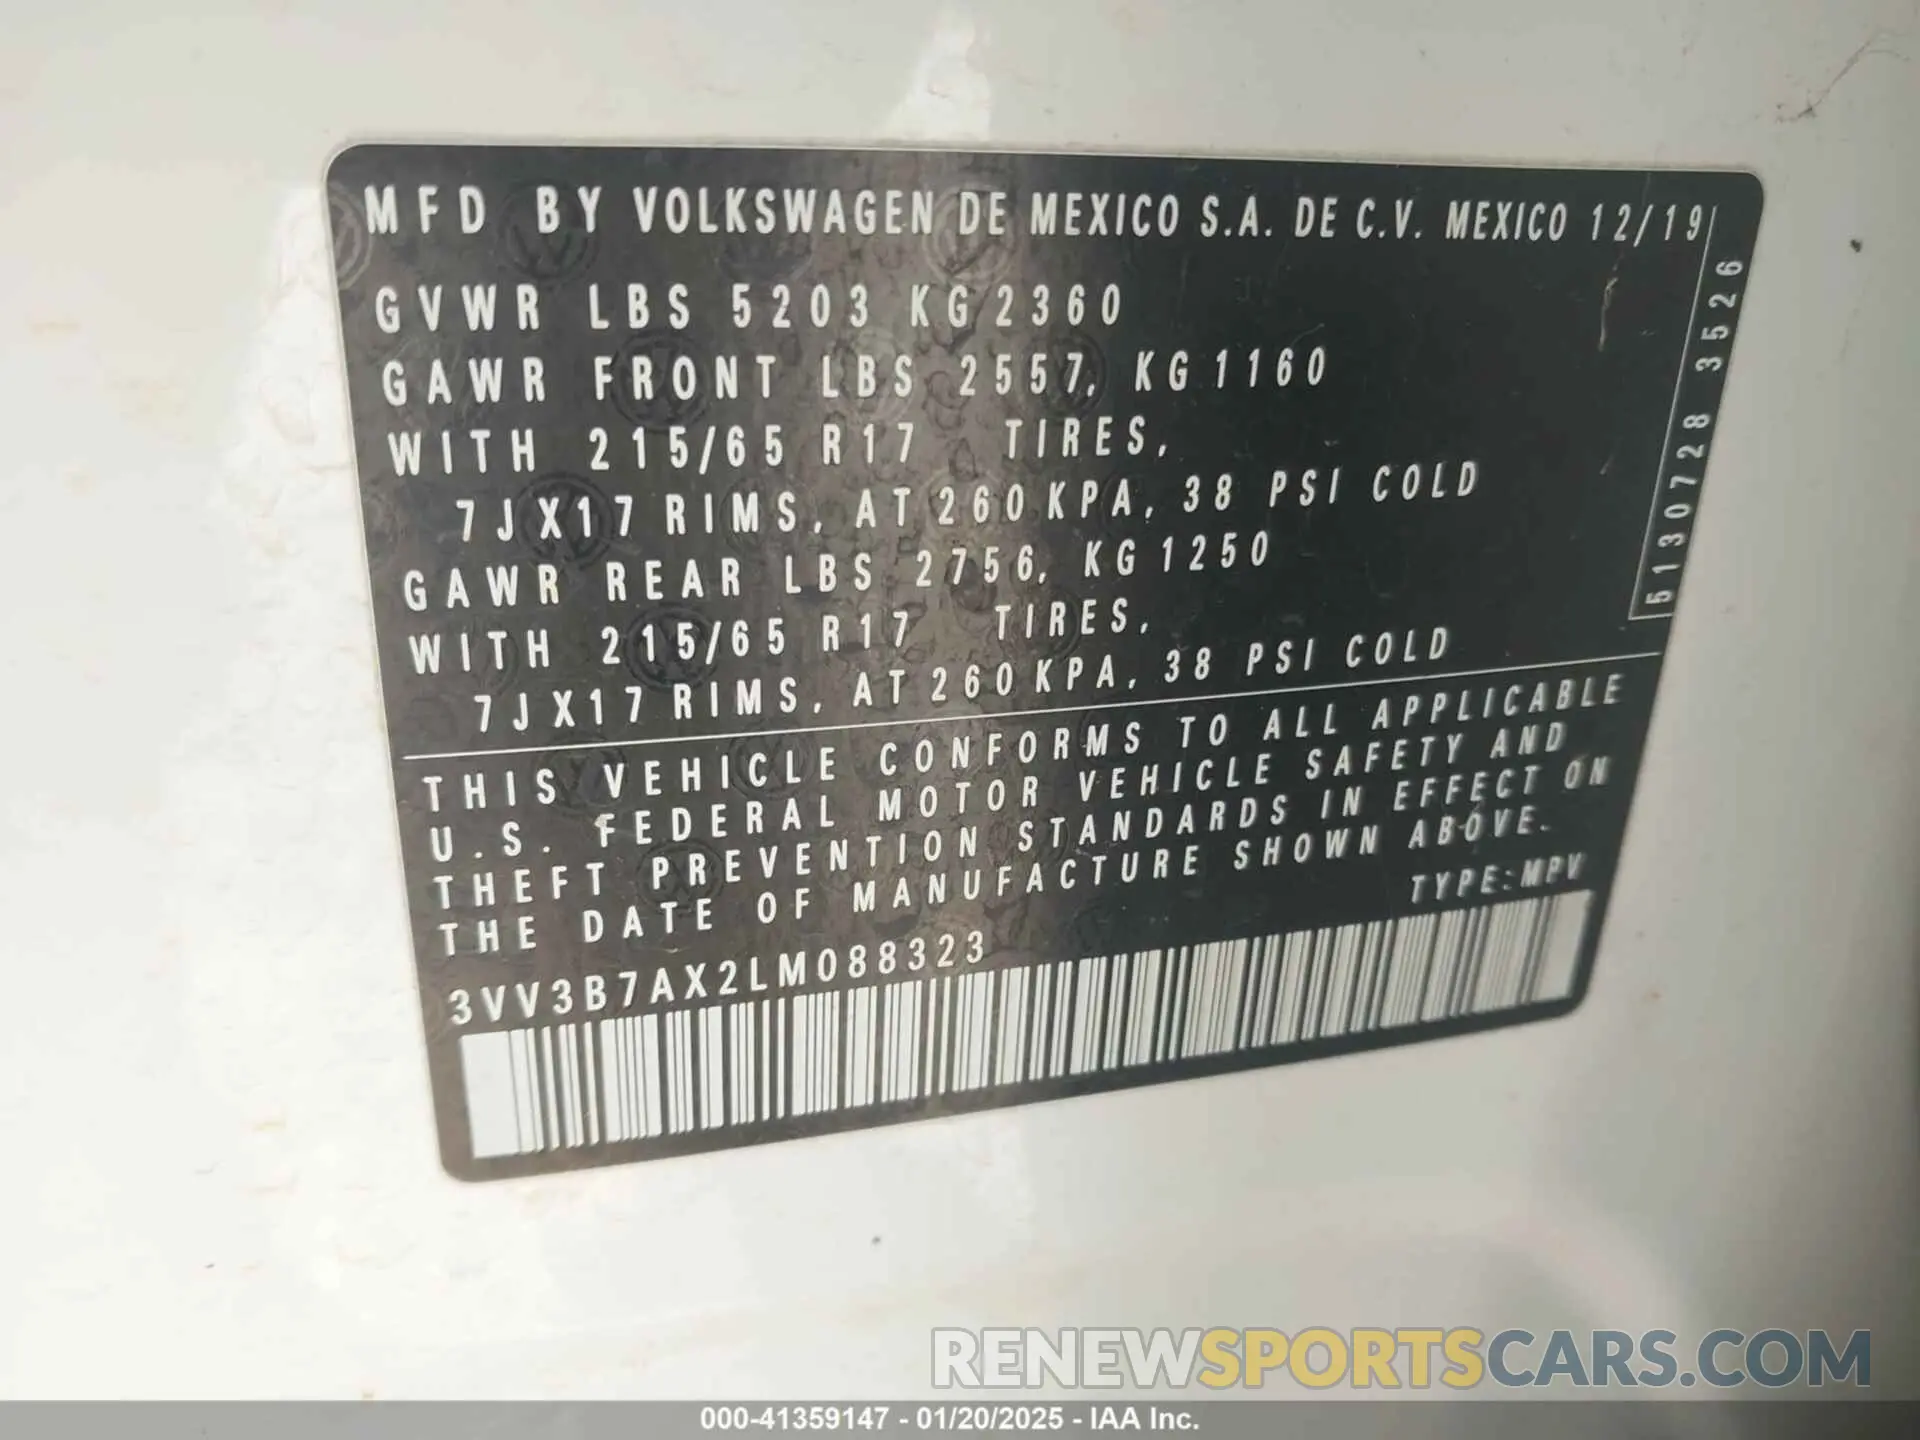 MFD BY VOLKSWAGEN DE MEXICO S.A. DE C.V. MEXICO 12/19
GVWR LBS 5203 KG 2360
GAWR FRONT LBS 2557, KG 1160
WITH 215/65 R17 TIRES,
7JX17 RIMS, AT 260 KPA, 38 PSI COLD
GAWR REAR LBS 2756, KG 1250
WITH 215/65 R17 TIRES,
7JX17 RIMS, AT 260 KPA, 38 PSI COLD
5130728 3526
THIS VEHICLE CONFORMS TO ALL APPLICABLE
U.S. FEDERAL MOTOR VEHICLE SAFETY AND
THEFT PREVENTION STANDARDS IN EFFECT ON
THE DATE OF MANUFACTURE SHOWN ABOVE.
TYPE:MPV
3VV3B7AX2LM088323
RENEWSPORTSCARS.COM
000-41359147 - 01/20/2025 - IAA Inc.